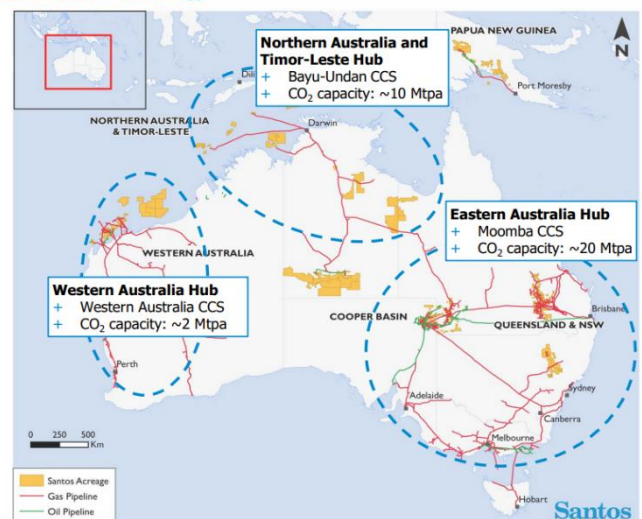 PAPUA NEW GUINEA
N
Port Moresby
Northern Australia and
Timor-Leste Hub
+ Bayu-Undan CCS
+ CO₂ capacity: ~10 Mtpa
Dili
NORTHERN AUSTRALIA
& TIMOR-LESTE
Darwin
Eastern Australia Hub
+ Moomba CCS
+ CO₂ capacity: ~20 Mtpa
WESTERN AUSTRALIA
Western Australia Hub
+ Western Australia CCS
+ CO₂ capacity: ~2 Mtpa
COOPER BASIN
QUEENSLAND & NSW
Brisbane
Perth
Adelaide
Sydney
Canberra
Melbourne
Hobart
0 250 500
Km
Santos Acreage
Gas Pipeline
Oil Pipeline
Santos